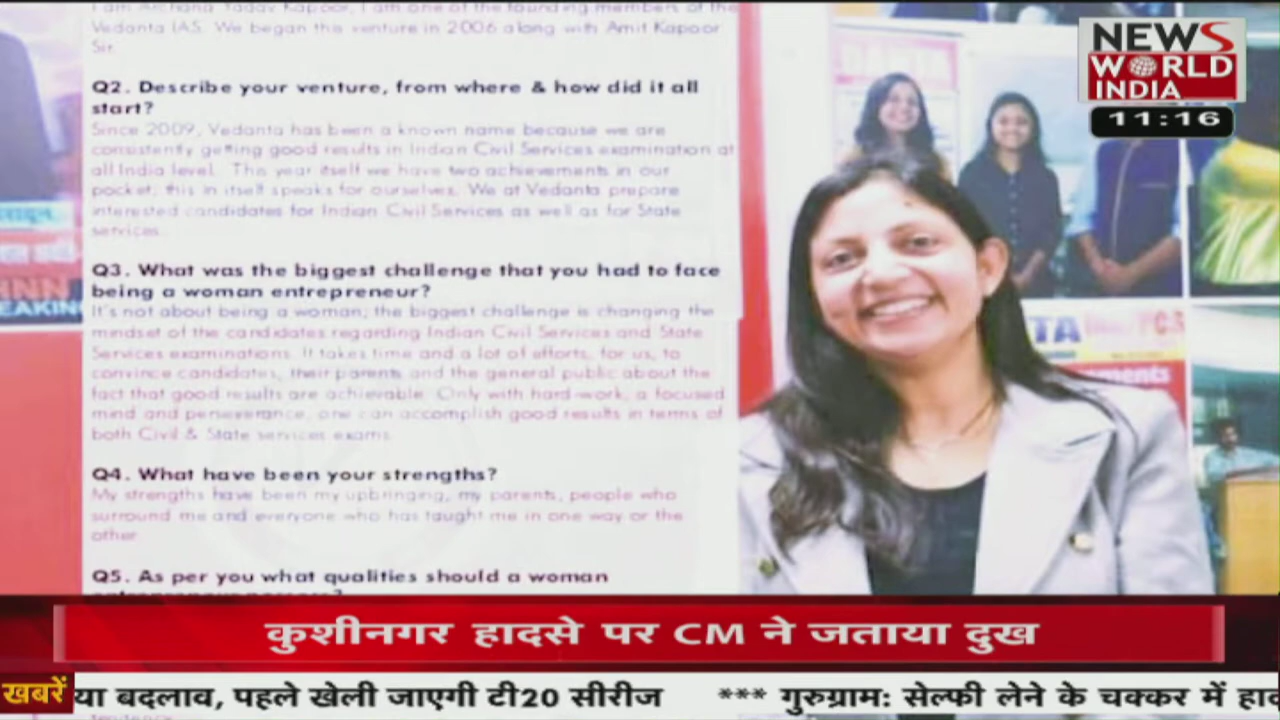 I am Archana Yadav Kapoor, I am one of the founding members of the
Vedanta IAS. We began this venture in 2006 along with Amit Kapoor
Sir.
Q2. Describe your venture, from where & how did it all
start?
Since 2009, Vedanta has been a known name because we are
consistently getting good results in Indian Civil Services examination at
all India level. This year itself we have two achievements in our
pocket; this in itself speaks for ourselves. We at Vedanta prepare
interested candidates for Indian Civil Services as well as for State
services.
Q3. What was the biggest challenge that you had to face
being a woman entrepreneur?
It's not about being a woman; the biggest challenge is changing the
mindset of the candidates regarding Indian Civil Services and State
Services examinations. It takes time and a lot of efforts, for us, to
convince candidates, their parents and the general public about the
fact that good results are achievable. Only with hard-work, a focused
mind and perseverance, one can accomplish good results in terms of
both Civil & State services exams.
Q4. What have been your strengths?
My strengths have been my upbringing, my parents, people who
surround me and everyone who has taught me in one way or the
other.
Q5. As per you what qualities should a woman
NEWS
WORLD
INDIA
11:16
HNN
EAKING
TA
कुशीनगर हादसे पर CM ने जताया दुख
खबरें या बदलाव, पहले खेली जाएगी टी20 सीरीज *** गुरुग्राम: सेल्फी लेने के चक्कर में हाद
tendency